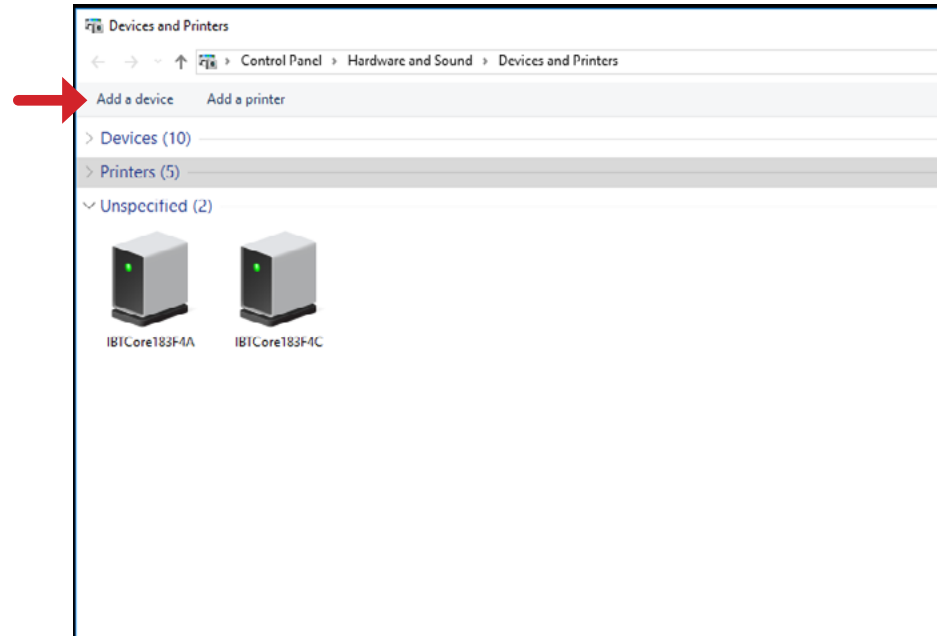 Devices and Printers
Control Panel > Hardware and Sound > Devices and Printers
Add a device Add a printer
Devices (10)
Printers (5)
Unspecified (2)
IBTCore183F4A IBTCore183F4C